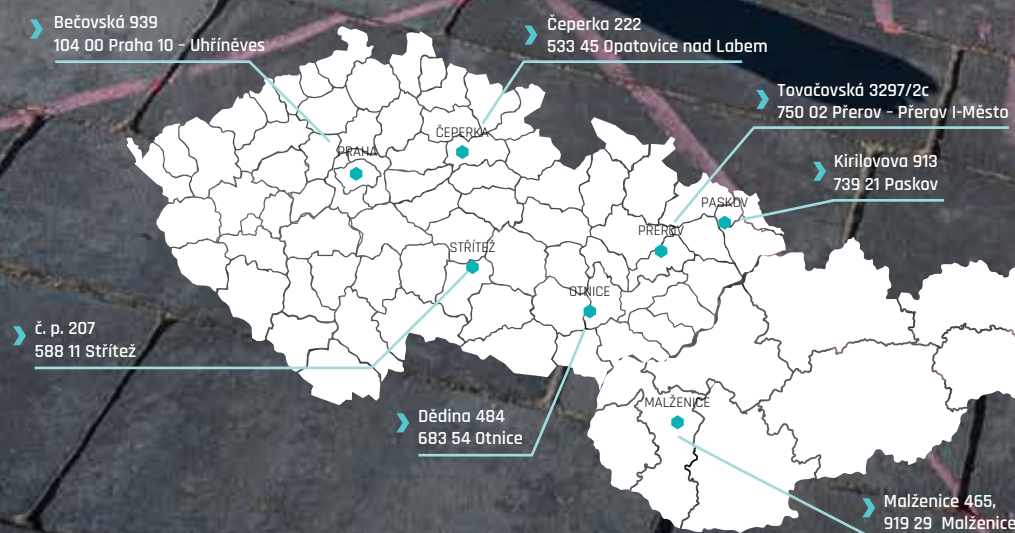 Bečovská 939
104 00 Praha 10 – Uhříněves
Čeperka 222
533 45 Opatovice nad Labem
Tovačovská 3297/2c
750 02 Přerov – Přerov I-Město
Kirilovova 913
739 21 Paskov
ČEPERKA
PRAHA
PASKOV
PŘEROV
STŘÍTEŽ
OTNICE
č. p. 207
588 11 Střítež
MALŽENICE
Dědina 484
683 54 Otnice
Malženice 465,
919 29 Malženice